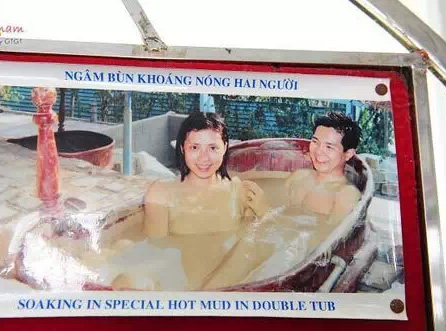 NGÂM BÙN KHOÁNG NÓNG HAI NGƯỜI
SOAKING IN SPECIAL HOT MUD IN DOUBLE TUB